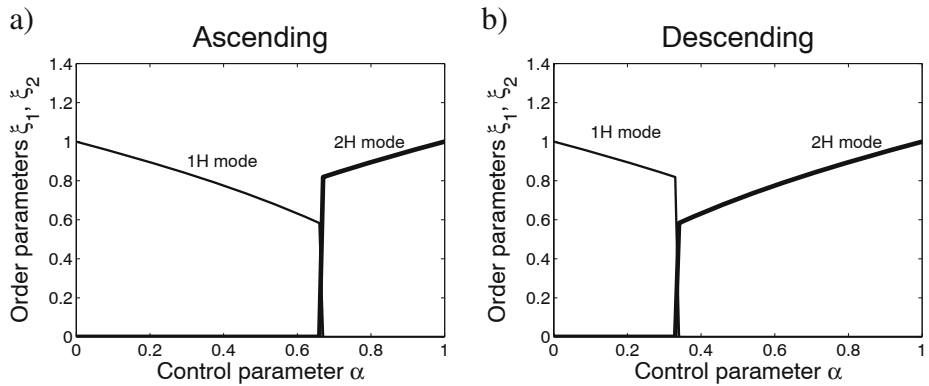 a)
Ascending
Order parameters ξ1, ξ2
1.4
1.2
1
0.8
0.6
0.4
0.2
0
1H mode
2H mode
0 0.2 0.4 0.6 0.8 1
Control parameter α
b)
Descending
Order parameters ξ1, ξ2
1.4
1.2
1
0.8
0.6
0.4
0.2
0
1H mode
2H mode
0 0.2 0.4 0.6 0.8 1
Control parameter α